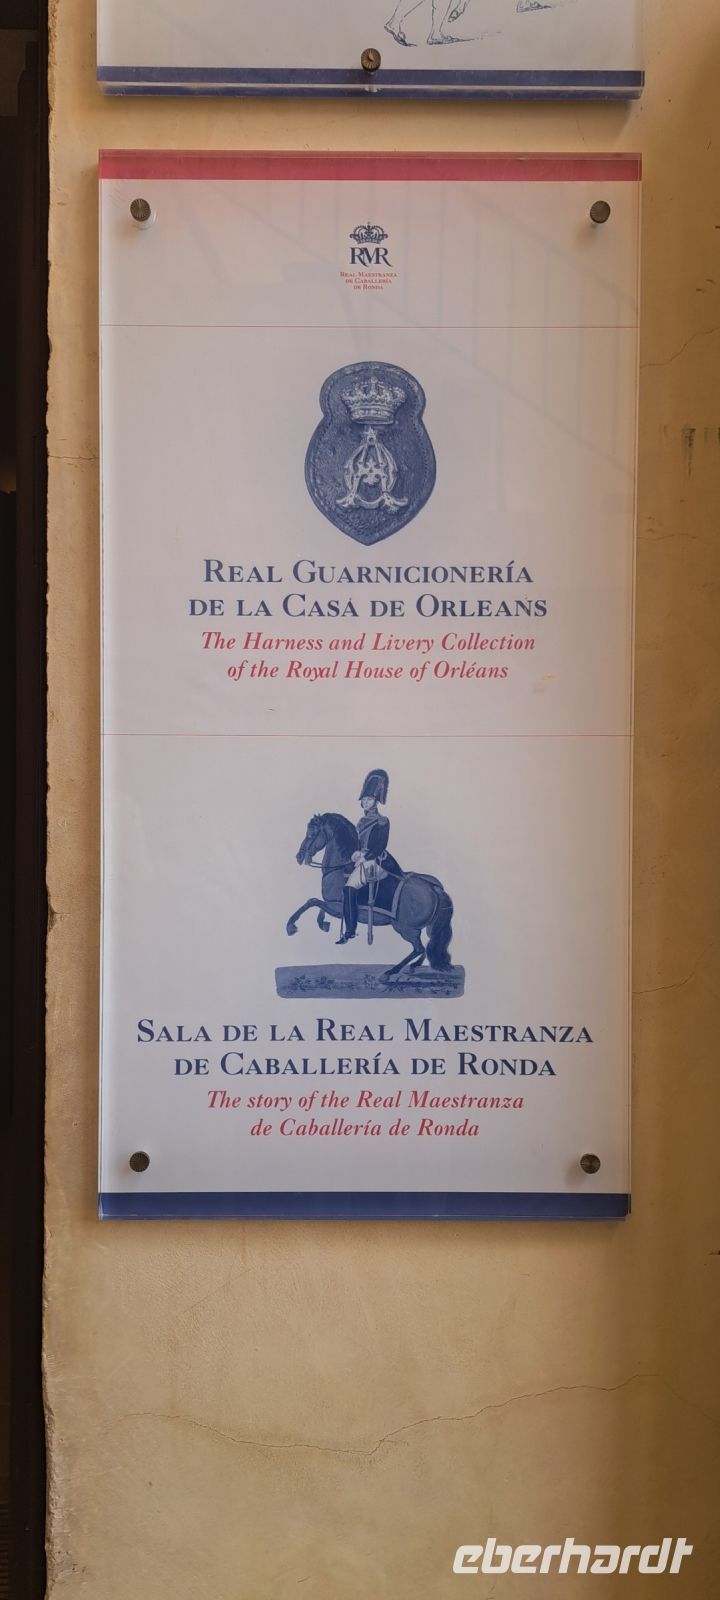 RMR
REAL MAESTRANZA
DE CABALLERÍA
DE RONDA
REAL GUARNICIONERÍA
DE LA CASA DE ORLEANS
The Harness and Livery Collection
of the Royal House of Orléans
SALA DE LA REAL MAESTRANZA
DE CABALLERÍA DE RONDA
The story of the Real Maestranza
de Caballería de Ronda
eberhardt